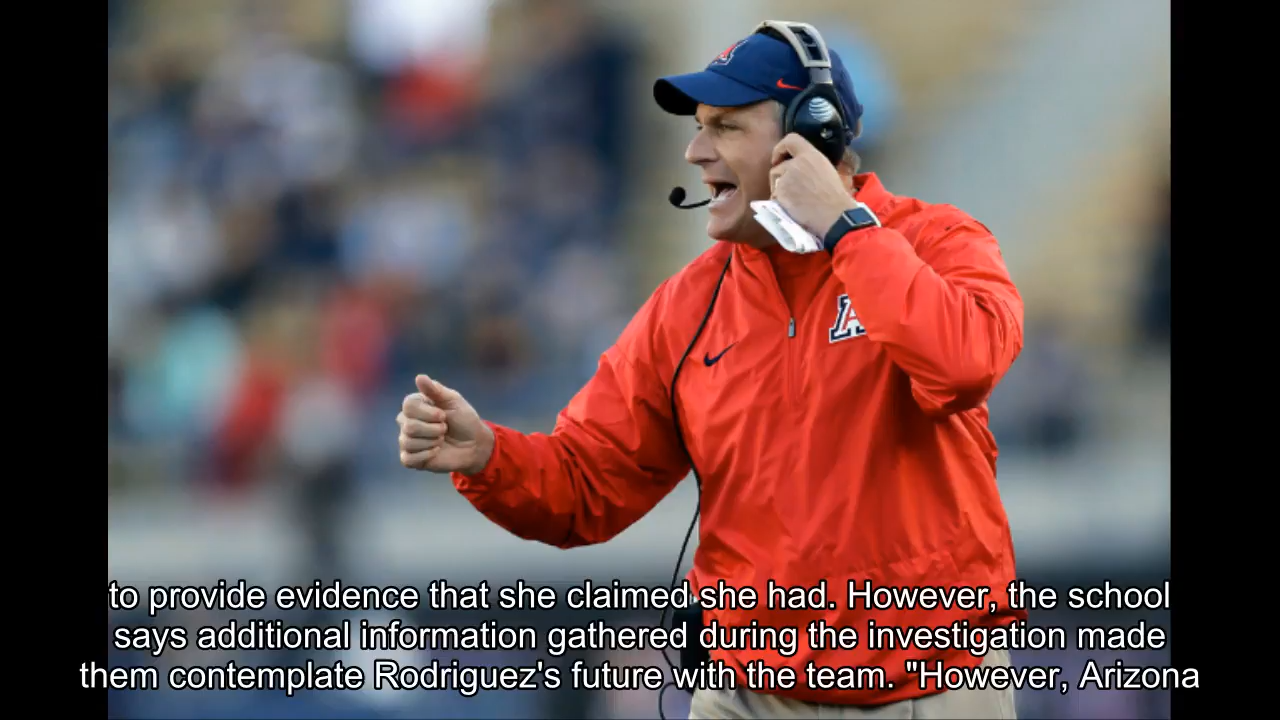 to provide evidence that she claimed she had. However, the school
says additional information gathered during the investigation made
them contemplate Rodriguez's future with the team. "However, Arizona